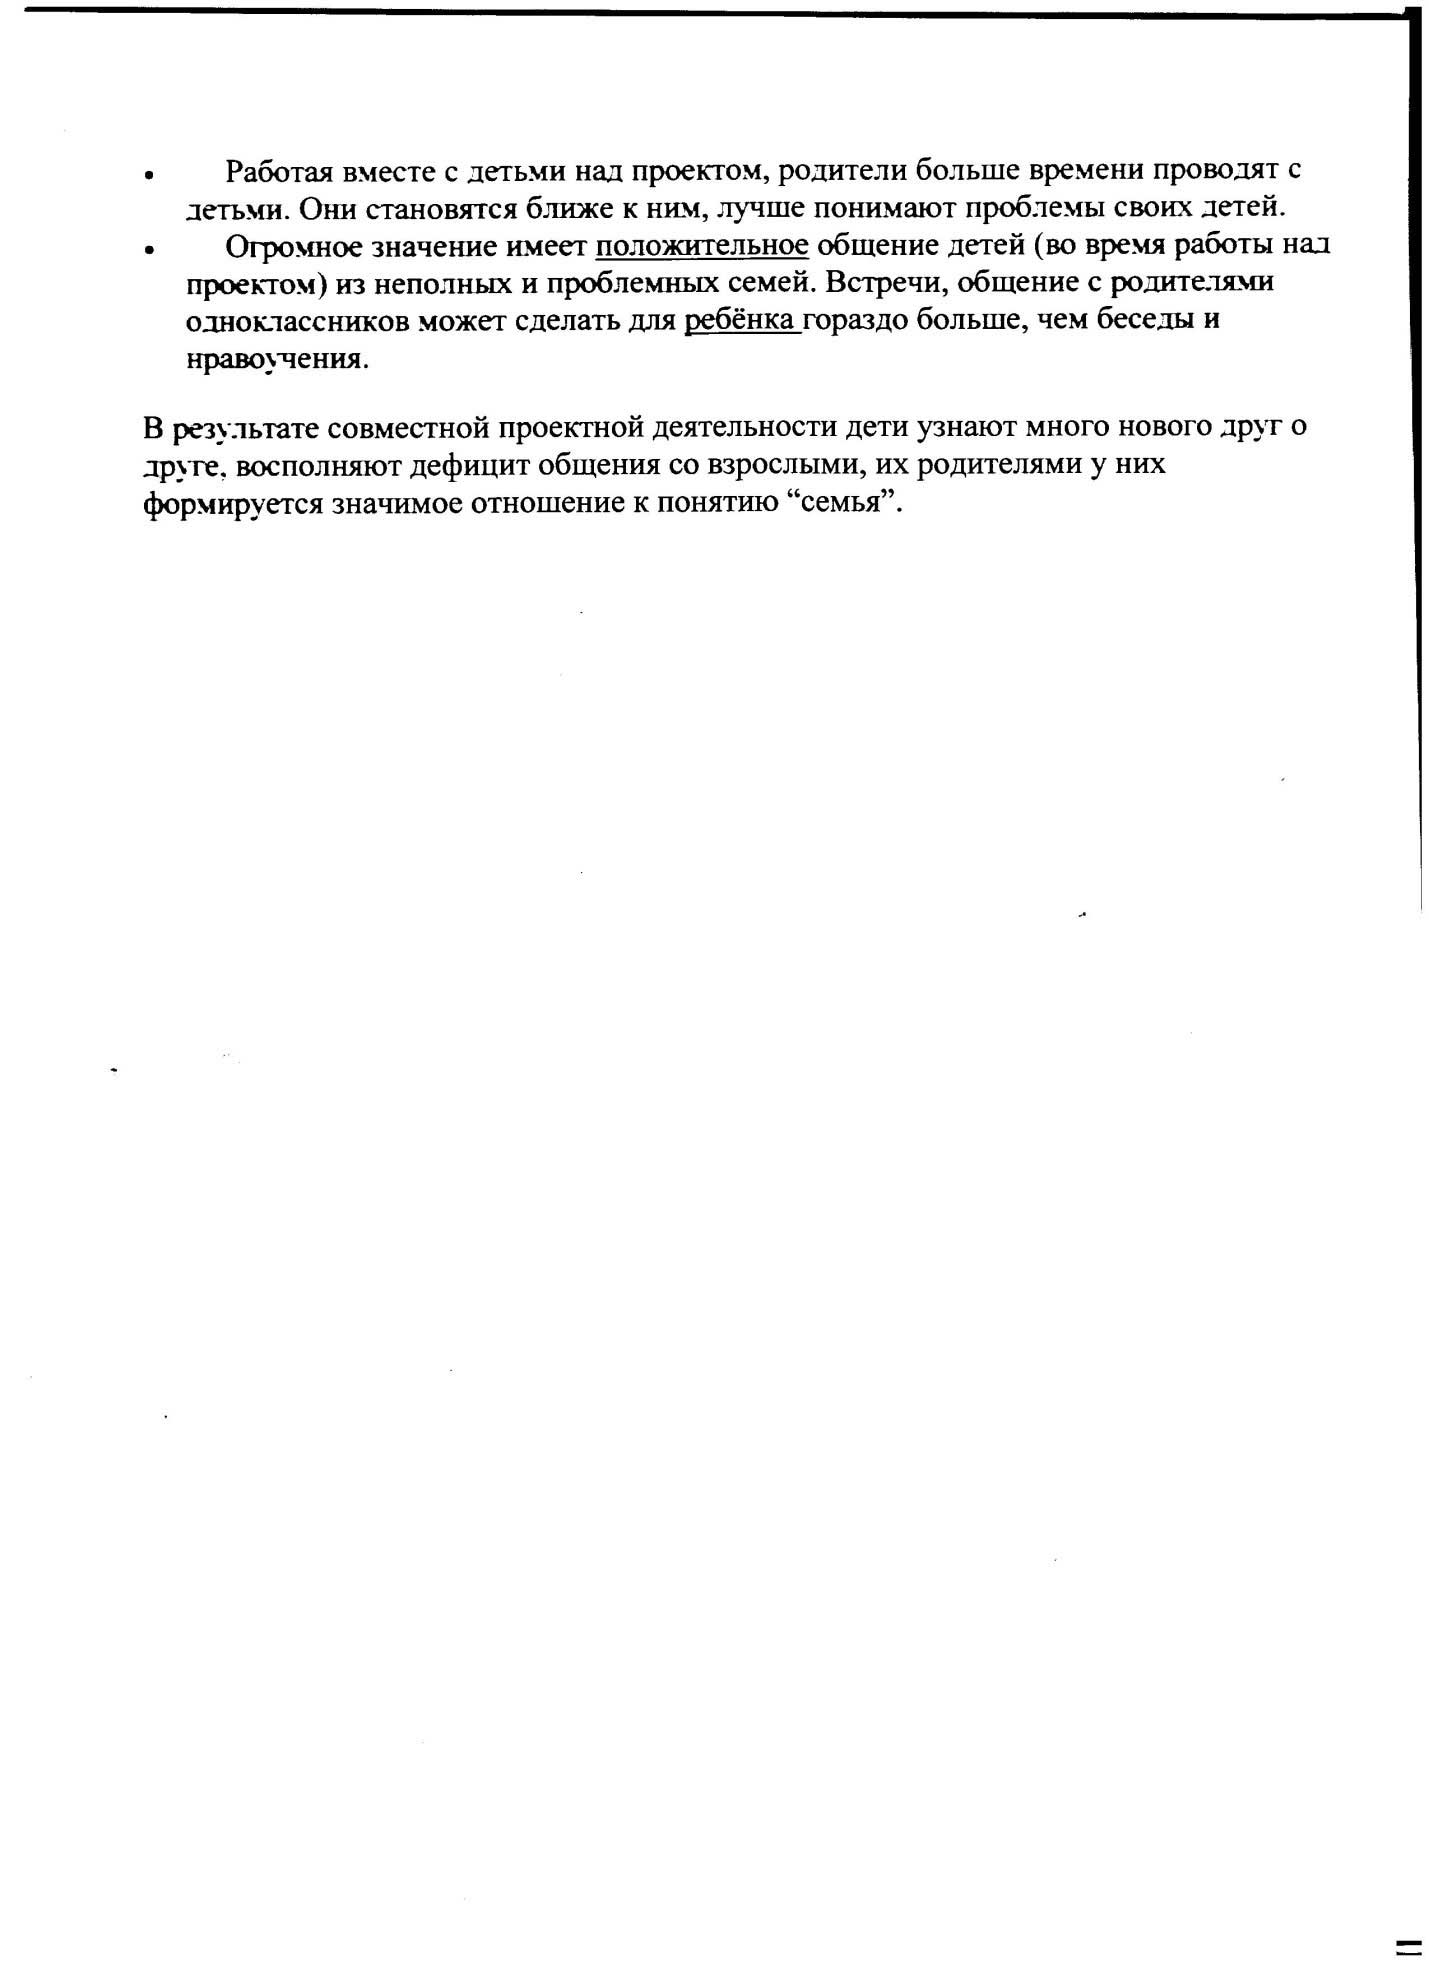 • Работая вместе с детьми над проектом, родители больше времени проводят с
детьми. Они становятся ближе к ним, лучше понимают проблемы своих детей.
• Огромное значение имеет положительное общение детей (во время работы над
проектом) из неполных и проблемных семей. Встречи, общение с родителями
одноклассников может сделать для ребёнка гораздо больше, чем беседы и
нравоучения.
В результате совместной проектной деятельности дети узнают много нового друг о
друге, восполняют дефицит общения со взрослыми, их родителями у них
формируется значимое отношение к понятию “семья”.